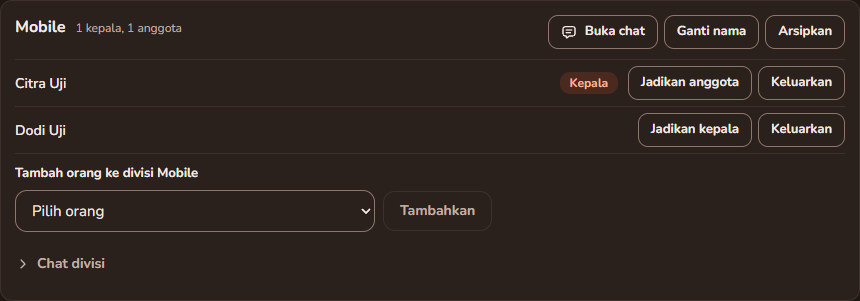 Mobile 1 kepala, 1 anggota Buka chat Ganti nama Arsipkan
Citra Uji Kepala Jadikan anggota Keluarkan
Dodi Uji Jadikan kepala Keluarkan
Tambah orang ke divisi Mobile
Pilih orang Tambahkan
Chat divisi